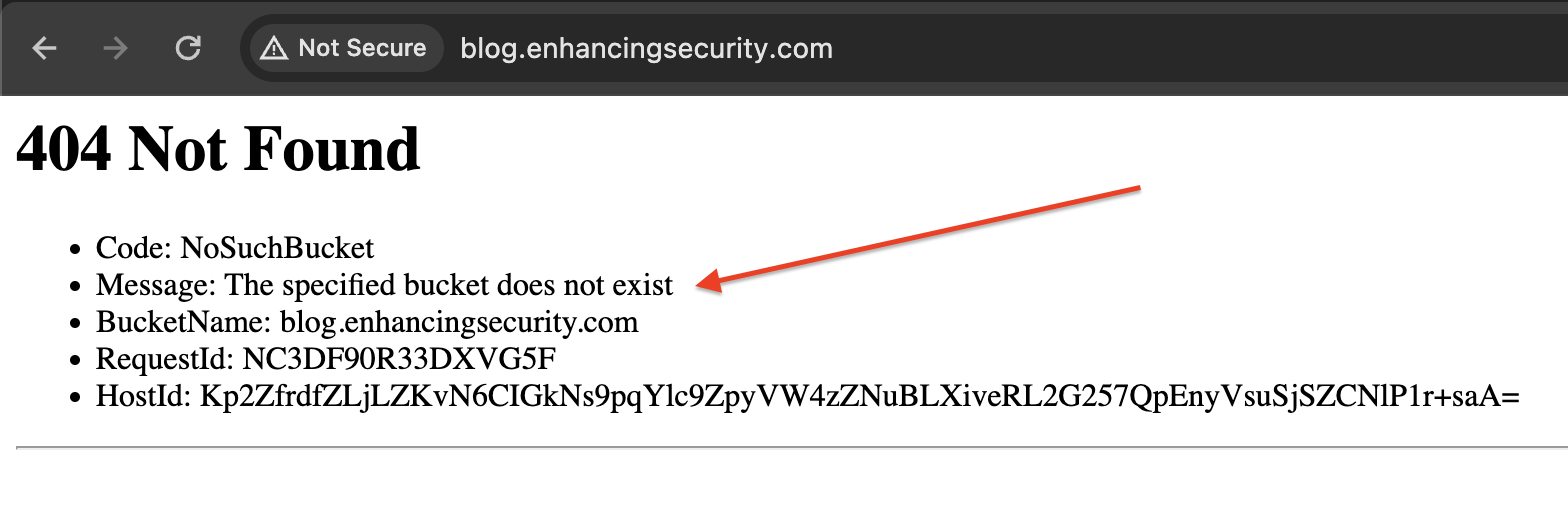 Not Secure blog.enhancingsecurity.com
404 Not Found
Code: NoSuchBucket
Message: The specified bucket does not exist
BucketName: blog.enhancingsecurity.com
RequestId: NC3DF90R33DXVG5F
HostId: Kp2ZfrdfZLjLZKvN6CIGkNs9pqYlc9ZpyVW4zZNuBLXiveRL2G257QpEnyVsuSjSZCNlP1r+saA=